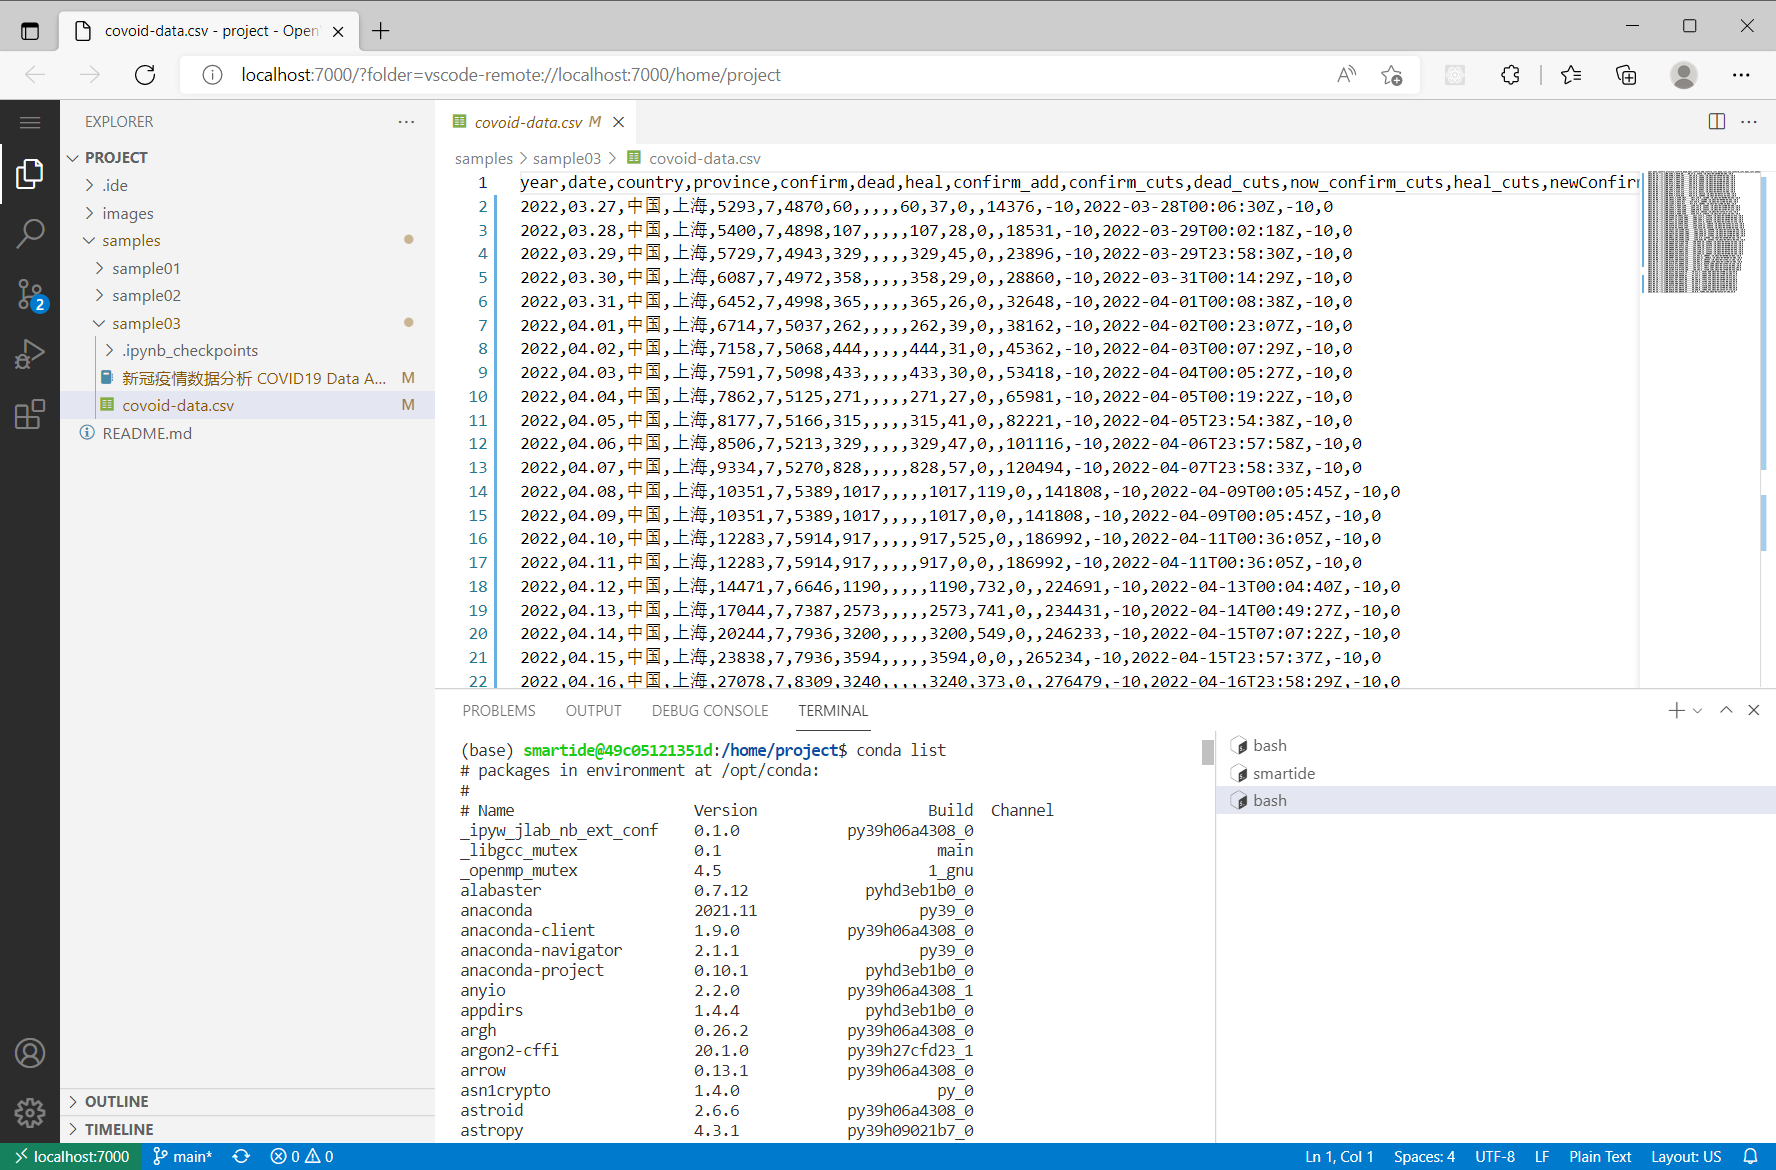 covoid-data.csv - project - Open
localhost:7000/?folder=vscode-remote://localhost:7000/home/project
EXPLORER
PROJECT
.ide
images
samples
sample01
sample02
sample03
.ipynb_checkpoints
新冠疫情数据分析 COVID19 Data A... M
covoid-data.csv M
README.md
OUTLINE
TIMELINE
2
covoid-data.csv M
samples > sample03 > covoid-data.csv
1 year,date,country,province,confirm,dead,heal,confirm_add,confirm_cuts,dead_cuts,now_confirm_cuts,heal_cuts,newConfirm
2 2022,03.27,中国,上海,5293,7,4870,60,,,,,60,37,0,,14376,-10,2022-03-28T00:06:30Z,-10,0
3 2022,03.28,中国,上海,5400,7,4898,107,,,,,107,28,0,,18531,-10,2022-03-29T00:02:18Z,-10,0
4 2022,03.29,中国,上海,5729,7,4943,329,,,,,329,45,0,,23896,-10,2022-03-29T23:58:30Z,-10,0
5 2022,03.30,中国,上海,6087,7,4972,358,,,,,358,29,0,,28860,-10,2022-03-31T00:14:29Z,-10,0
6 2022,03.31,中国,上海,6452,7,4998,365,,,,,365,26,0,,32648,-10,2022-04-01T00:08:38Z,-10,0
7 2022,04.01,中国,上海,6714,7,5037,262,,,,,262,39,0,,38162,-10,2022-04-02T00:23:07Z,-10,0
8 2022,04.02,中国,上海,7158,7,5068,444,,,,,444,31,0,,45362,-10,2022-04-03T00:07:29Z,-10,0
9 2022,04.03,中国,上海,7591,7,5098,433,,,,,433,30,0,,53418,-10,2022-04-04T00:05:27Z,-10,0
10 2022,04.04,中国,上海,7862,7,5125,271,,,,,271,27,0,,65981,-10,2022-04-05T00:19:22Z,-10,0
11 2022,04.05,中国,上海,8177,7,5166,315,,,,,315,41,0,,82221,-10,2022-04-05T23:54:38Z,-10,0
12 2022,04.06,中国,上海,8506,7,5213,329,,,,,329,47,0,,101116,-10,2022-04-06T23:57:58Z,-10,0
13 2022,04.07,中国,上海,9334,7,5270,828,,,,,828,57,0,,120494,-10,2022-04-07T23:58:33Z,-10,0
14 2022,04.08,中国,上海,10351,7,5389,1017,,,,,1017,119,0,,141808,-10,2022-04-09T00:05:45Z,-10,0
15 2022,04.09,中国,上海,10351,7,5389,1017,,,,,1017,0,0,,141808,-10,2022-04-09T00:05:45Z,-10,0
16 2022,04.10,中国,上海,12283,7,5914,917,,,,,917,525,0,,186992,-10,2022-04-11T00:36:05Z,-10,0
17 2022,04.11,中国,上海,12283,7,5914,917,,,,,917,0,0,,186992,-10,2022-04-11T00:36:05Z,-10,0
18 2022,04.12,中国,上海,14471,7,6646,1190,,,,,1190,732,0,,224691,-10,2022-04-13T00:04:40Z,-10,0
19 2022,04.13,中国,上海,17044,7,7387,2573,,,,,2573,741,0,,234431,-10,2022-04-14T00:49:27Z,-10,0
20 2022,04.14,中国,上海,20244,7,7936,3200,,,,,3200,549,0,,246233,-10,2022-04-15T07:07:22Z,-10,0
21 2022,04.15,中国,上海,23838,7,7936,3594,,,,,3594,0,0,,265234,-10,2022-04-15T23:57:37Z,-10,0
22 2022,04.16,中国,上海,27078,7,8309,3240,,,,,3240,373,0,,276479,-10,2022-04-16T23:58:29Z,-10,0
PROBLEMS OUTPUT DEBUG CONSOLE TERMINAL
(base) smartide@49c05121351d:/home/project$ conda list
# packages in environment at /opt/conda:
#
# Name Version Build Channel
_ipyw_jlab_nb_ext_conf 0.1.0 py39h06a4308_0
_libgcc_mutex 0.1 main
_openmp_mutex 4.5 1_gnu
alabaster 0.7.12 pyhd3eb1b0_0
anaconda 2021.11 py39_0
anaconda-client 1.9.0 py39h06a4308_0
anaconda-navigator 2.1.1 py39_0
anaconda-project 0.10.1 pyhd3eb1b0_0
anyio 2.2.0 py39h06a4308_1
appdirs 1.4.4 pyhd3eb1b0_0
argh 0.26.2 py39h06a4308_0
argon2-cffi 20.1.0 py39h27cfd23_1
arrow 0.13.1 py39h06a4308_0
asn1crypto 1.4.0 py_0
astroid 2.6.6 py39h06a4308_0
astropy 4.3.1 py39h09021b7_0
bash
smartide
bash
localhost:7000 main* 0 0 Ln 1, Col 1 Spaces: 4 UTF-8 LF Plain Text Layout: US